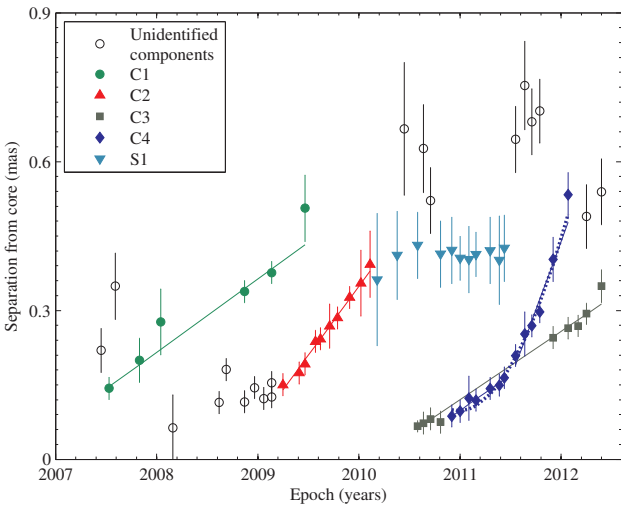 0.9
0.6
0.3
0
Separation from core (mas)
Unidentified
components
C1
C2
C3
C4
S1
2007 2008 2009 2010 2011 2012
Epoch (years)